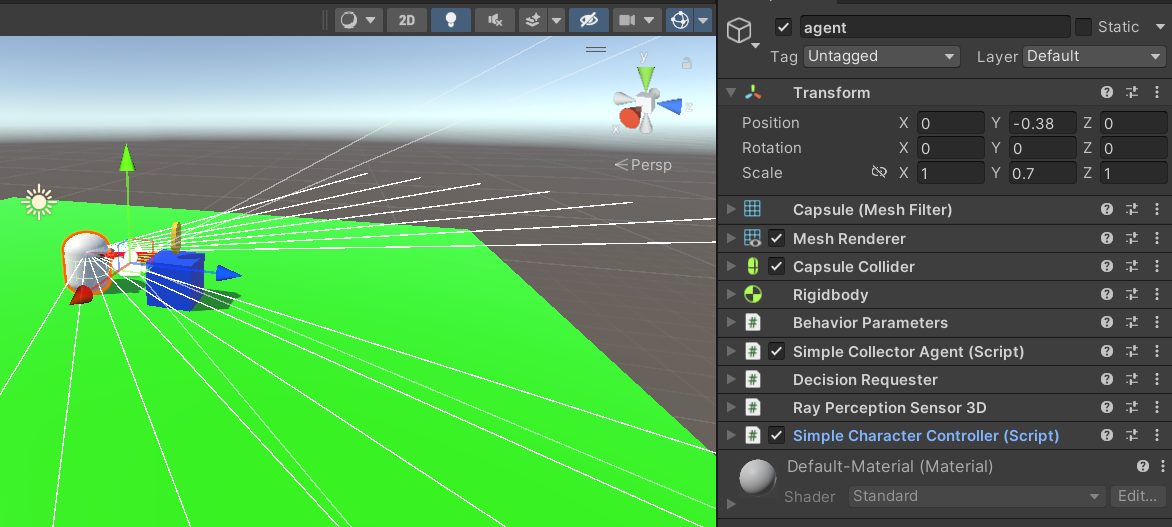 2D
y
z
x
Persp
agent
Static
Tag Untagged
Layer Default
Transform
Position X 0 Y -0.38 Z 0
Rotation X 0 Y 0 Z 0
Scale X 1 Y 0.7 Z 1
Capsule (Mesh Filter)
Mesh Renderer
Capsule Collider
Rigidbody
Behavior Parameters
Simple Collector Agent (Script)
Decision Requester
Ray Perception Sensor 3D
Simple Character Controller (Script)
Default-Material (Material)
Shader Standard Edit...